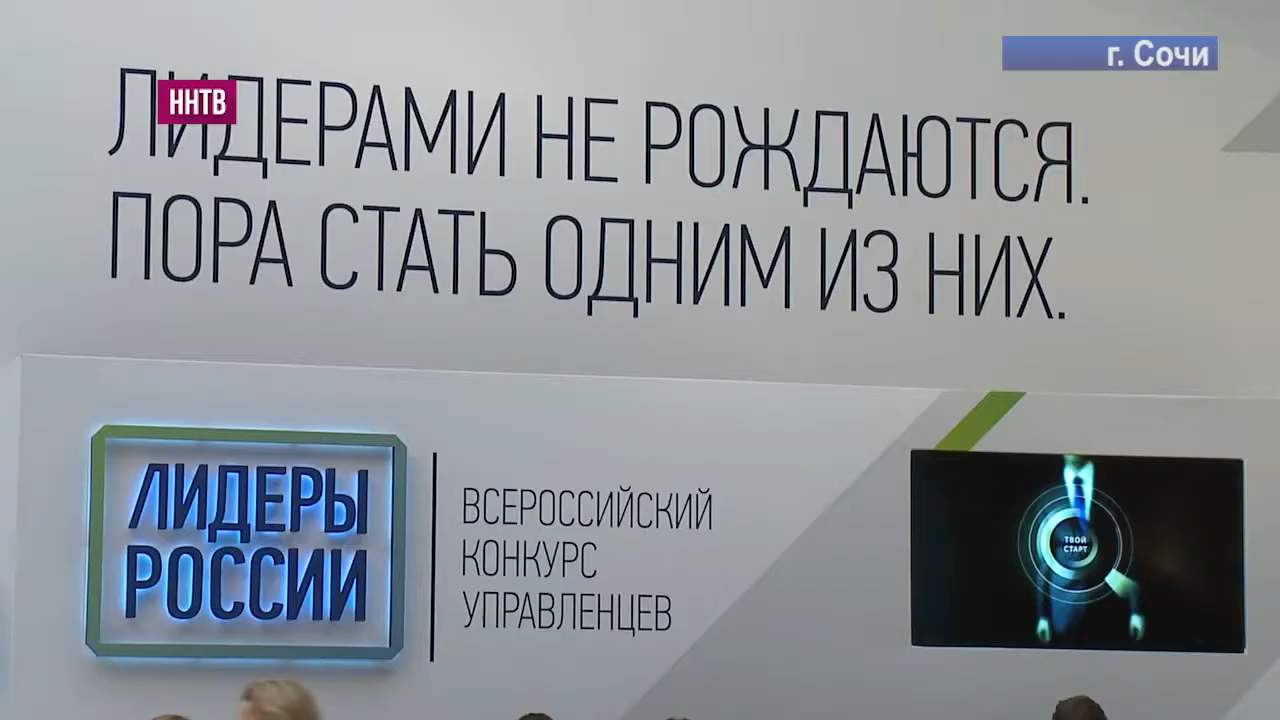 г. Сочи
ННТВ
ЛИДЕРАМИ НЕ РОЖДАЮТСЯ.
ПОРА СТАТЬ ОДНИМ ИЗ НИХ.
ЛИДЕРЫ
РОССИИ
ВСЕРОССИЙСКИЙ
КОНКУРС
УПРАВЛЕНЦЕВ
ТВОЙ
СТАРТ